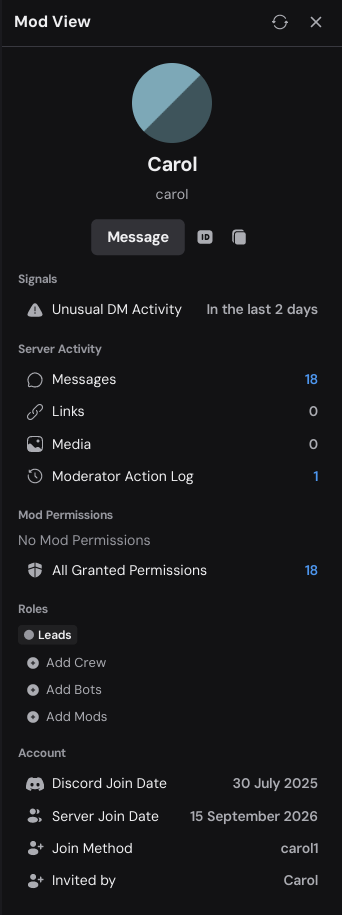 Mod View
Carol
carol
Message
ID
Signals
Unusual DM Activity In the last 2 days
Server Activity
Messages 18
Links 0
Media 0
Moderator Action Log 1
Mod Permissions
No Mod Permissions
All Granted Permissions 18
Roles
Leads
Add Crew
Add Bots
Add Mods
Account
Discord Join Date 30 July 2025
Server Join Date 15 September 2026
Join Method carol1
Invited by Carol